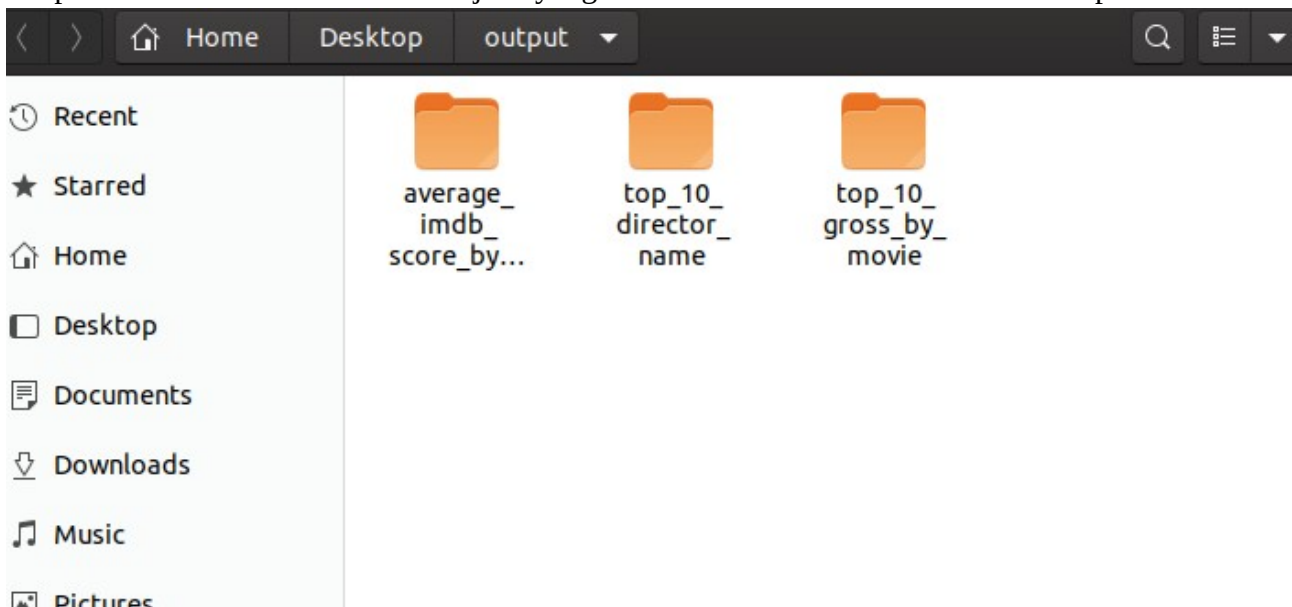 Home Desktop output
Recent
Starred
Home
Desktop
Documents
Downloads
Music
Pictures
average_
imdb_
score_by...
top_10_
director_
name
top_10_
gross_by_
movie